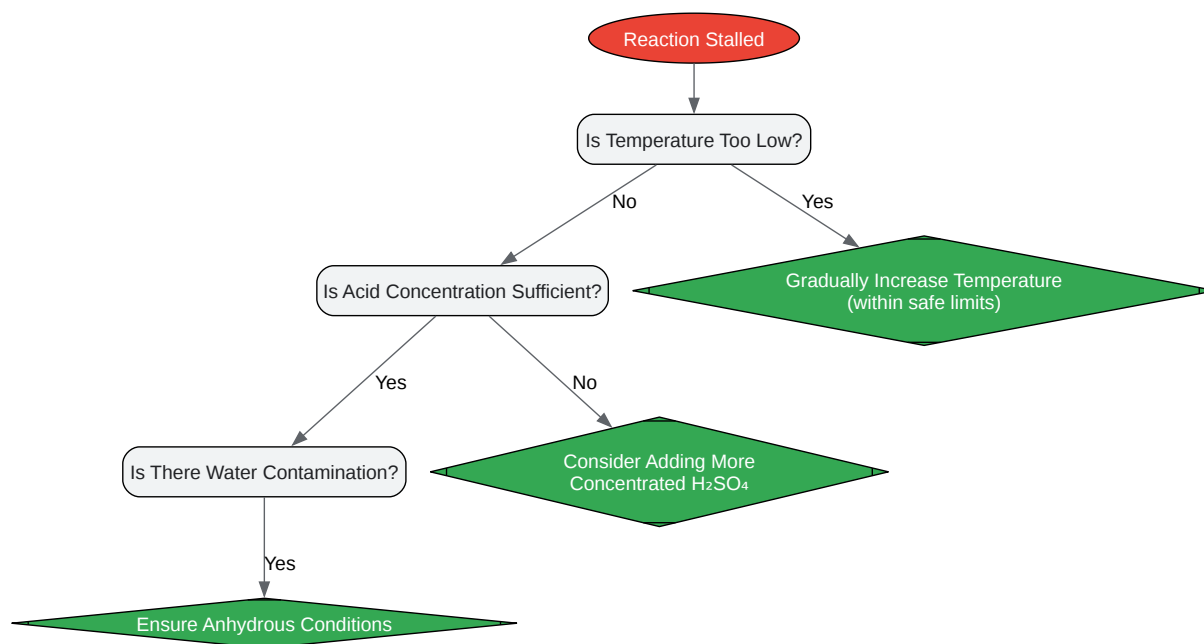 Reaction Stalled
Is Temperature Too Low?
No
Yes
Gradually Increase Temperature
(within safe limits)
Is Acid Concentration Sufficient?
Yes
No
Consider Adding More
Concentrated H₂SO₄
Is There Water Contamination?
Yes
Ensure Anhydrous Conditions